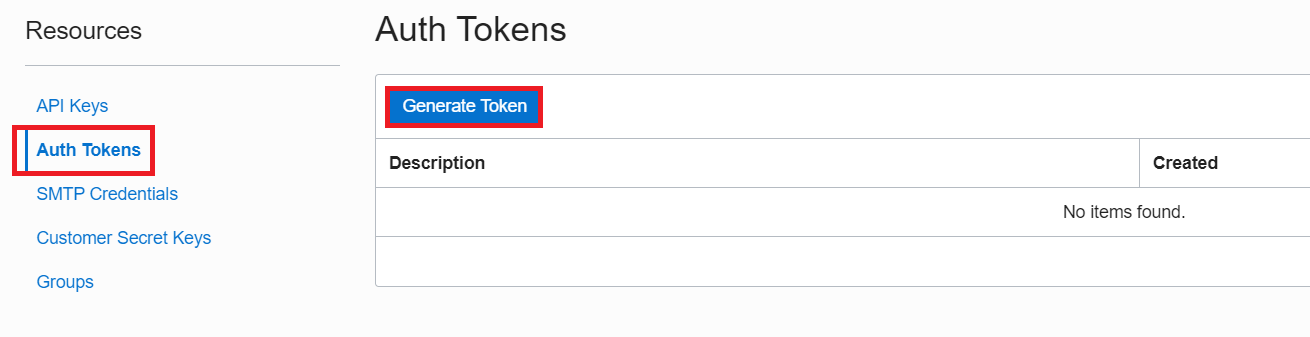 Resources
API Keys
Auth Tokens
SMTP Credentials
Customer Secret Keys
Groups
Auth Tokens
Generate Token
Description Created
No items found.